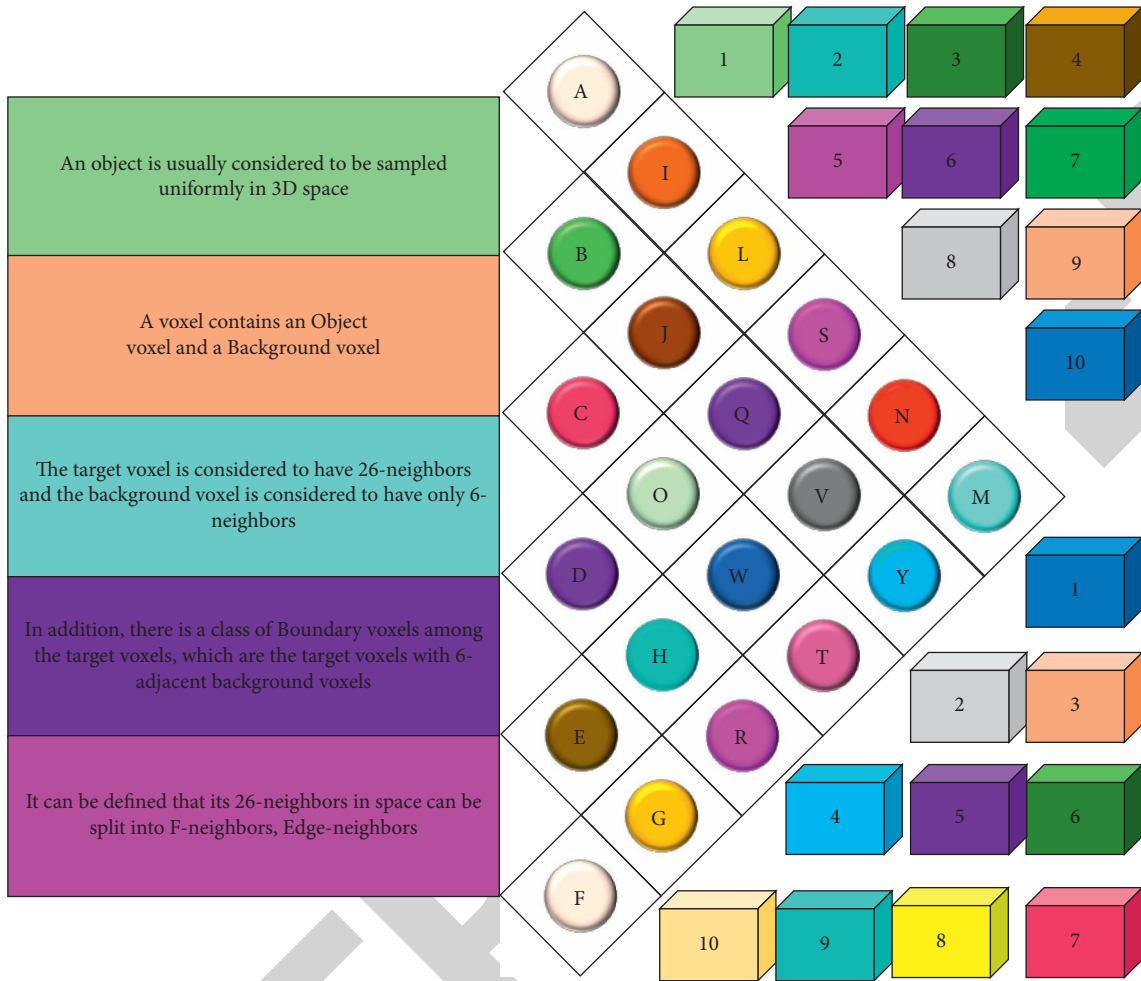 1
2
3
4
A
An object is usually considered to be sampled
uniformly in 3D space
I
5
6
7
B
L
8
9
A voxel contains an Object
voxel and a Background voxel
J
S
10
C
Q
N
The target voxel is considered to have 26-neighbors
and the background voxel is considered to have only 6-
neighbors
O
V
M
D
W
Y
1
In addition, there is a class of Boundary voxels among
the target voxels, which are the target voxels with 6-
adjacent background voxels
H
T
2
3
E
R
It can be defined that its 26-neighbors in space can be
split into F-neighbors, Edge-neighbors
G
4
5
6
F
10
9
8
7